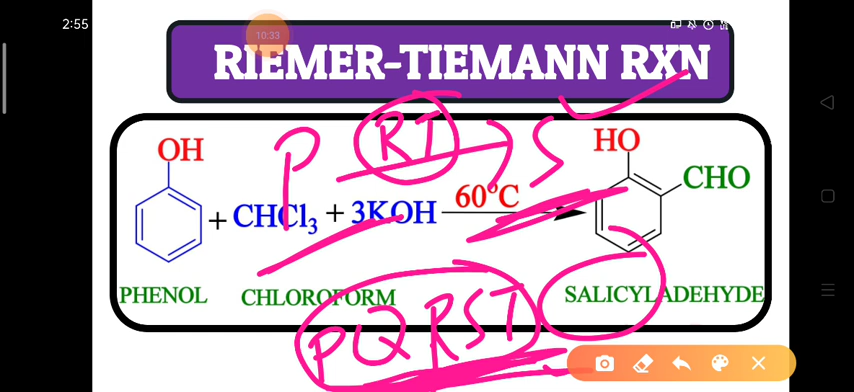 2:55
10:33
RIEMER-TIEMANN RXN
OH
+ CHCl3 + 3KOH
60°C
HO
CHO
P RT S
PHENOL
CHLOROFORM
SALICYLADEHYDE
PQRST